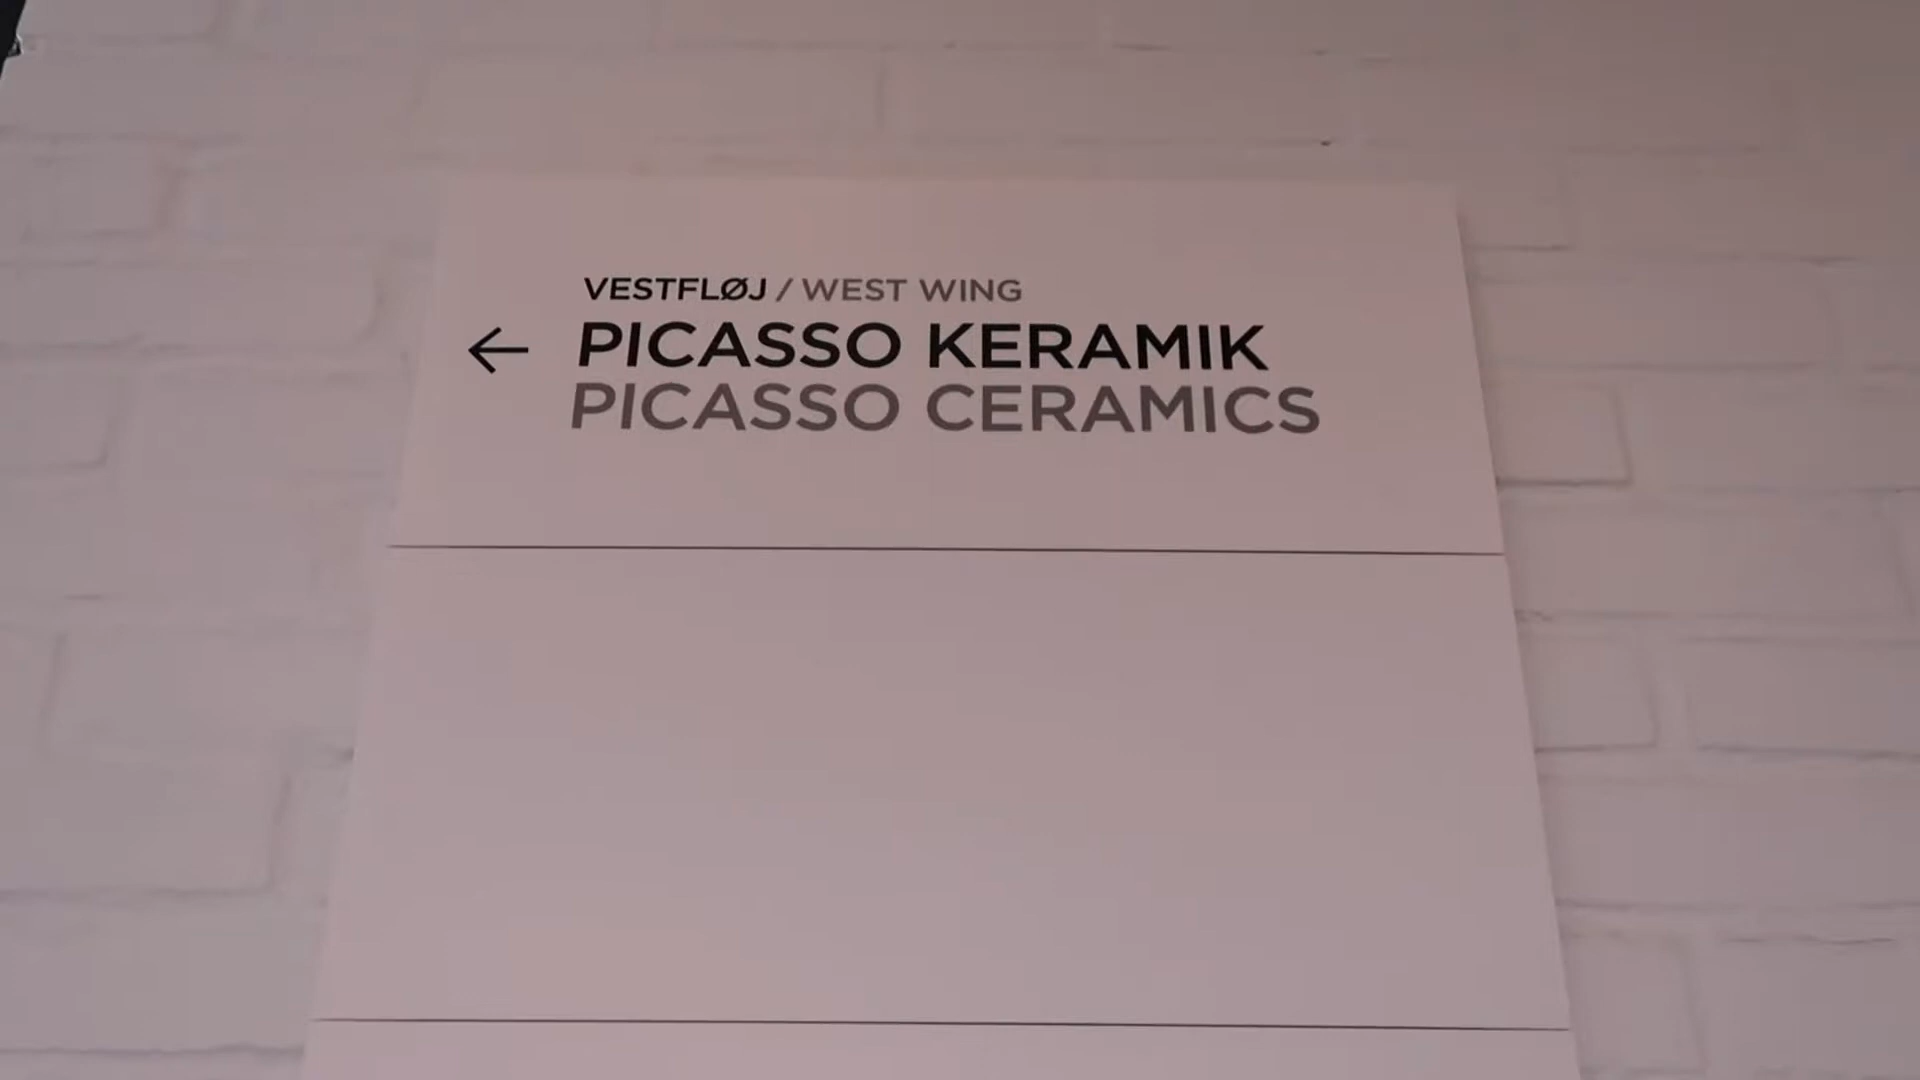 VESTFLØJ / WEST WING
← PICASSO KERAMIK
PICASSO CERAMICS